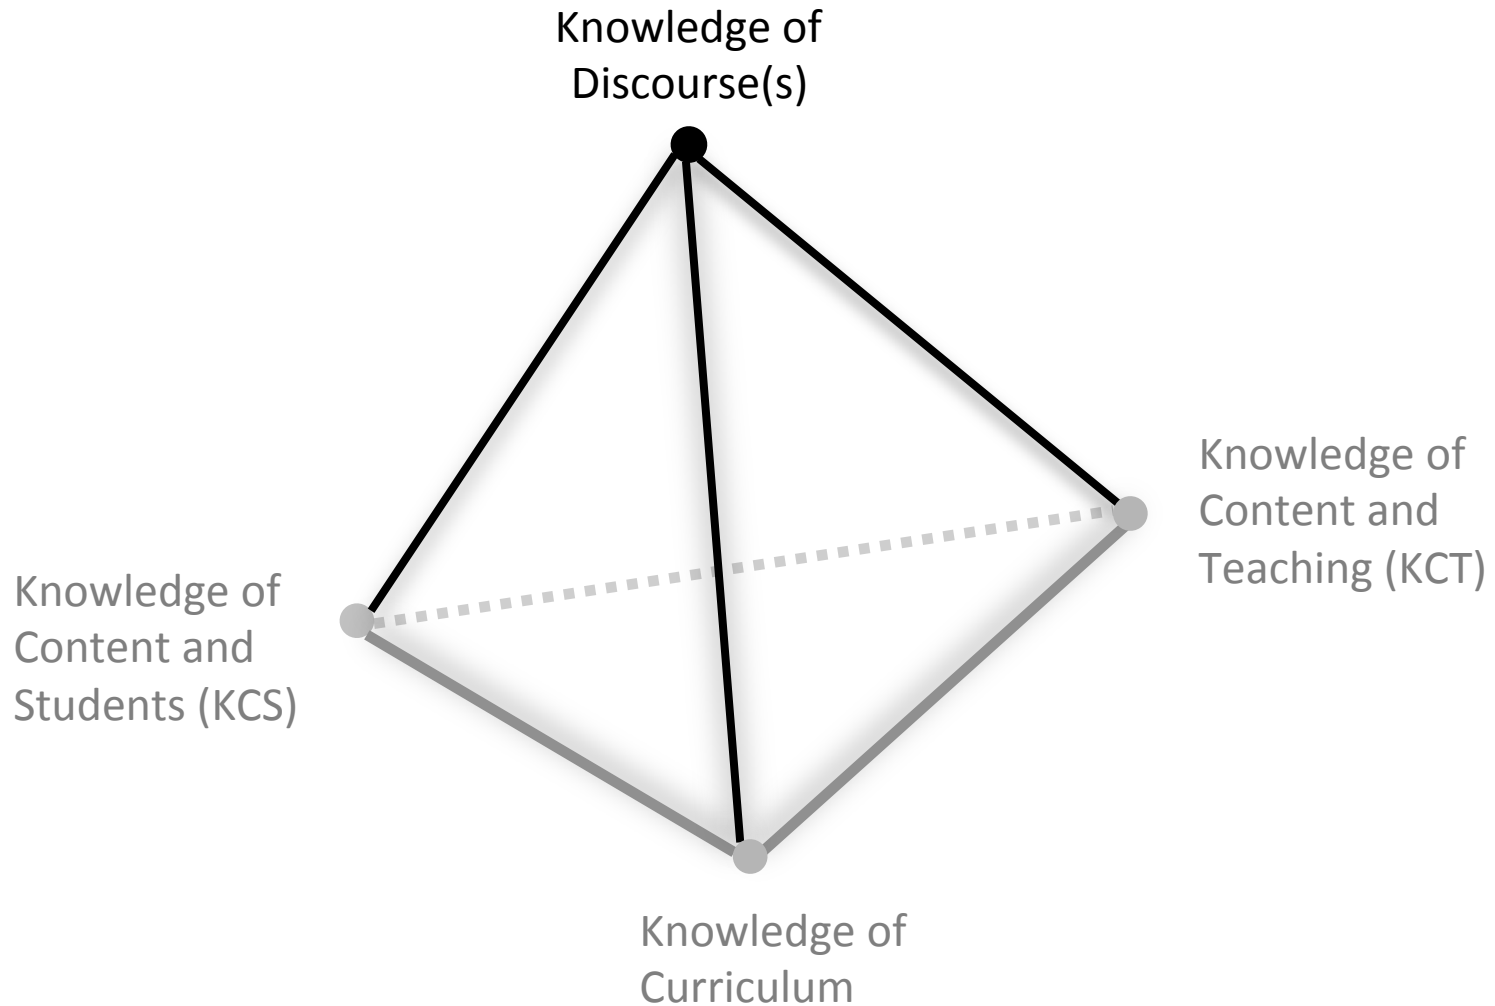 Knowledge of
Discourse(s)
Knowledge of
Content and
Teaching (KCT)
Knowledge of
Content and
Students (KCS)
Knowledge of
Curriculum